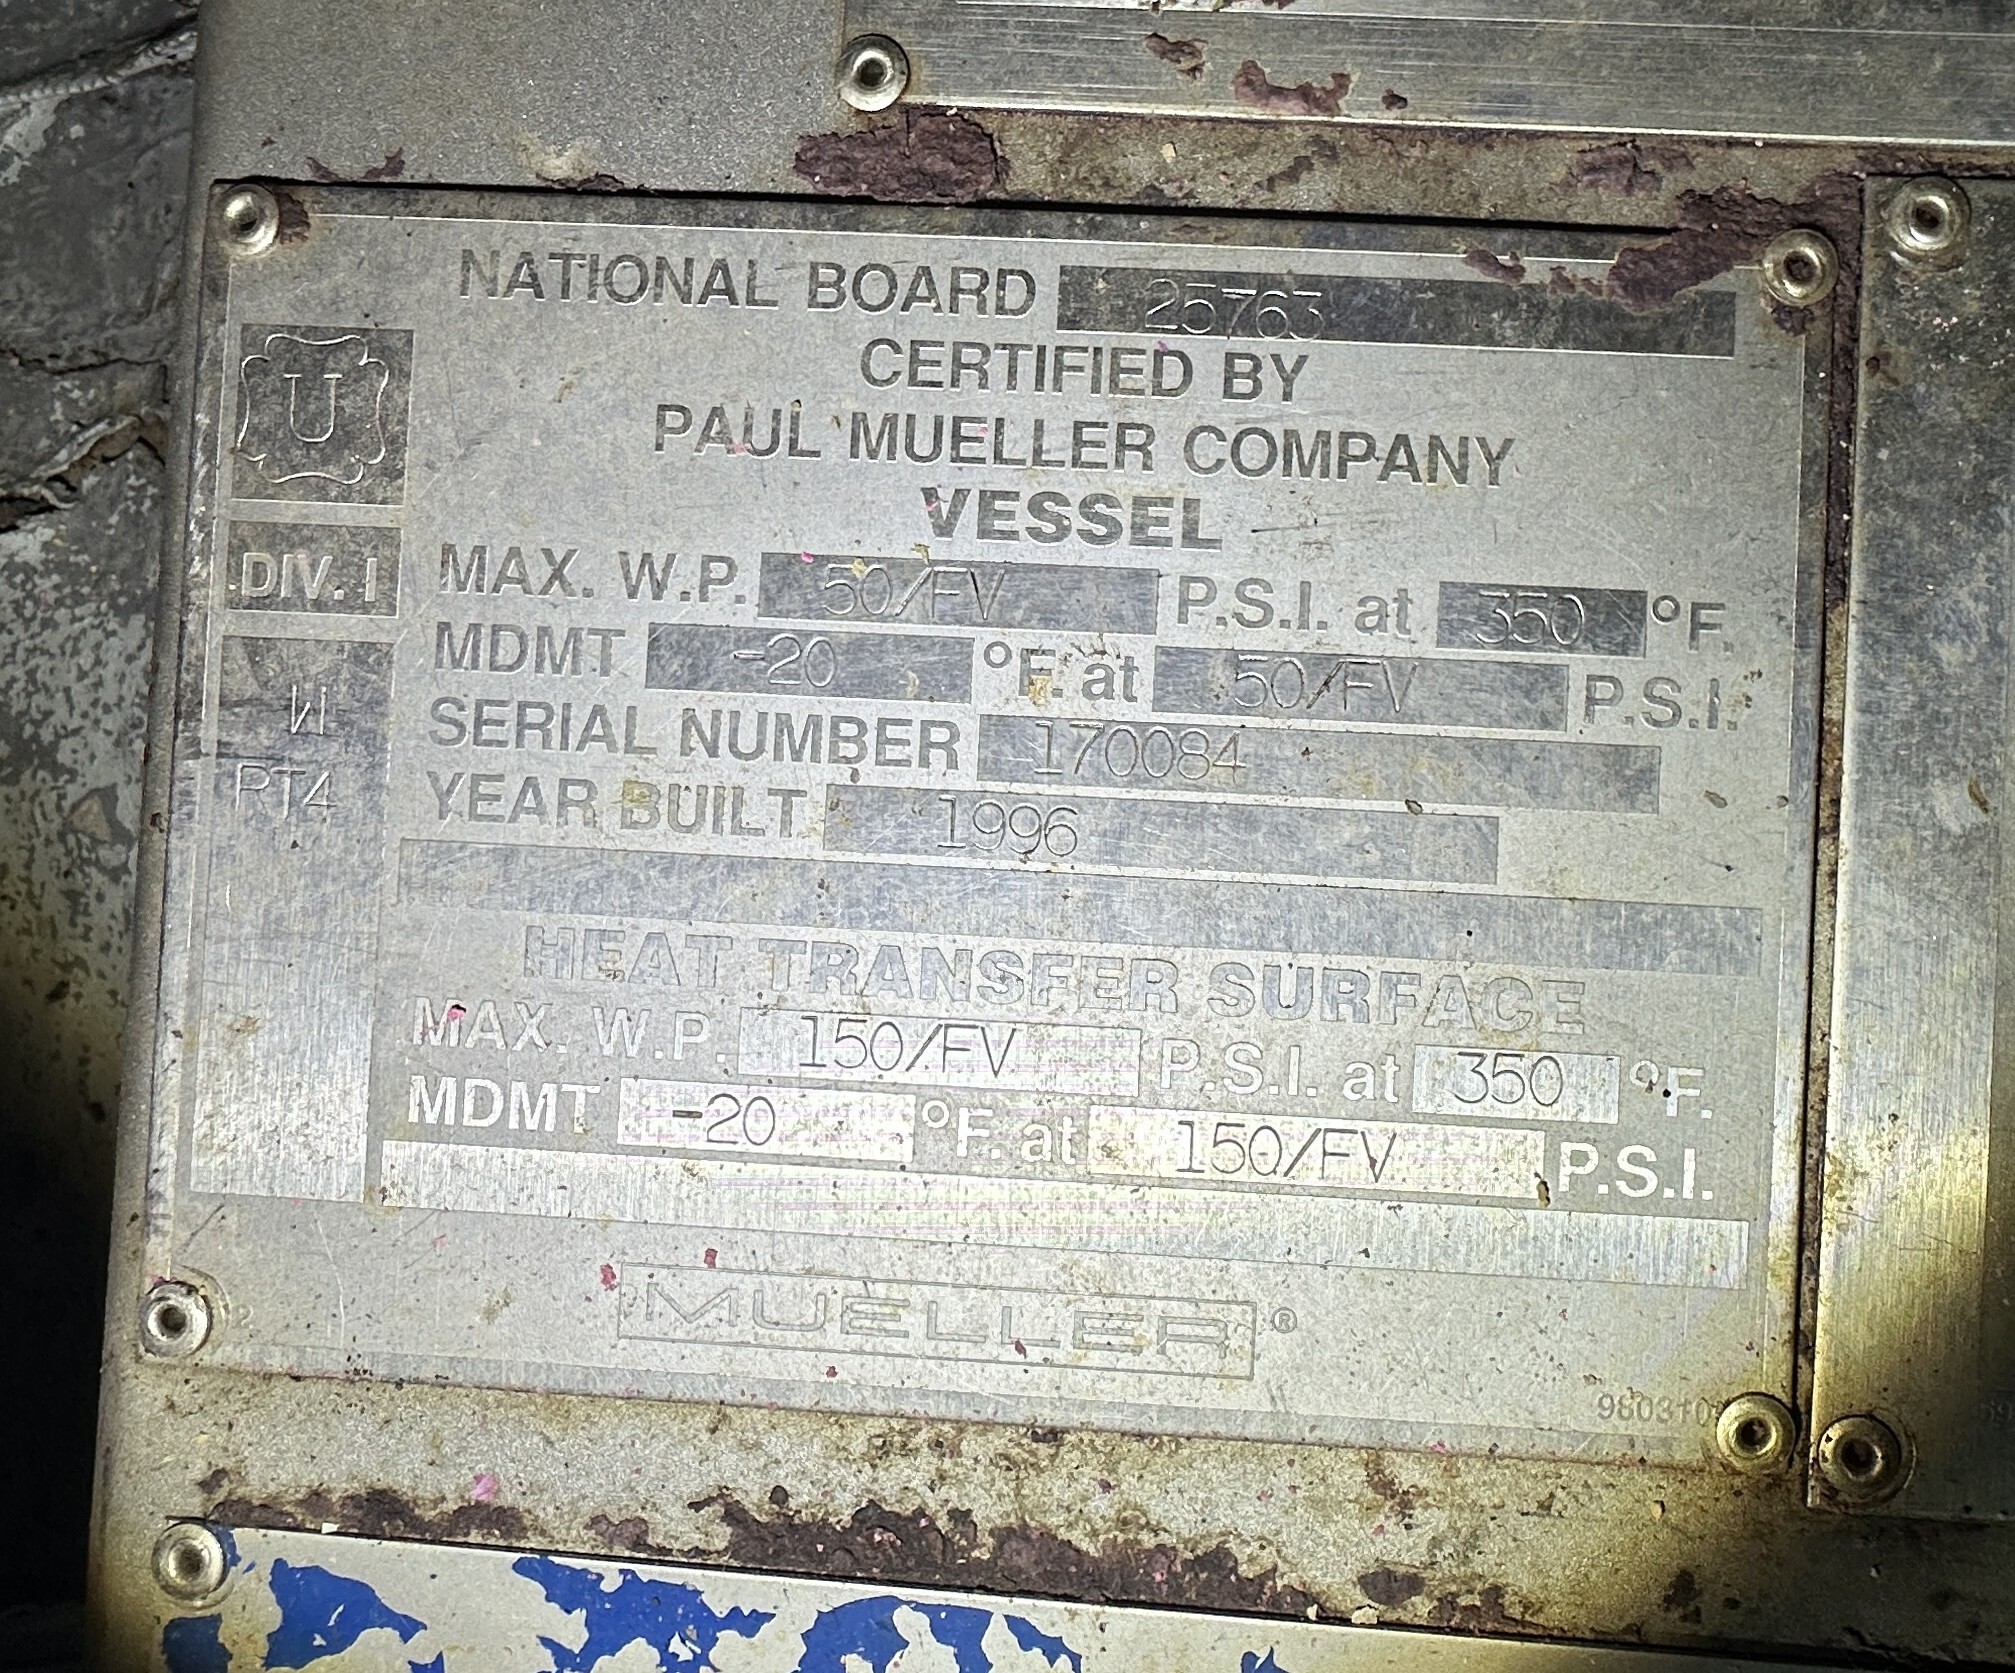 NATIONAL BOARD 25763
U
CERTIFIED BY
PAUL MUELLER COMPANY
VESSEL
DIV. 1
MAX. W.P. 50/FV P.S.I. at 350 °F.
MDMT -20 °F. at 50/FV P.S.I.
W
SERIAL NUMBER 170084
RT4
YEAR BUILT 1996
HEAT TRANSFER SURFACE
MAX. W.P. 150/FV P.S.I. at 350 °F.
MDMT -20 °F. at 150/FV P.S.I.
MUELLER®